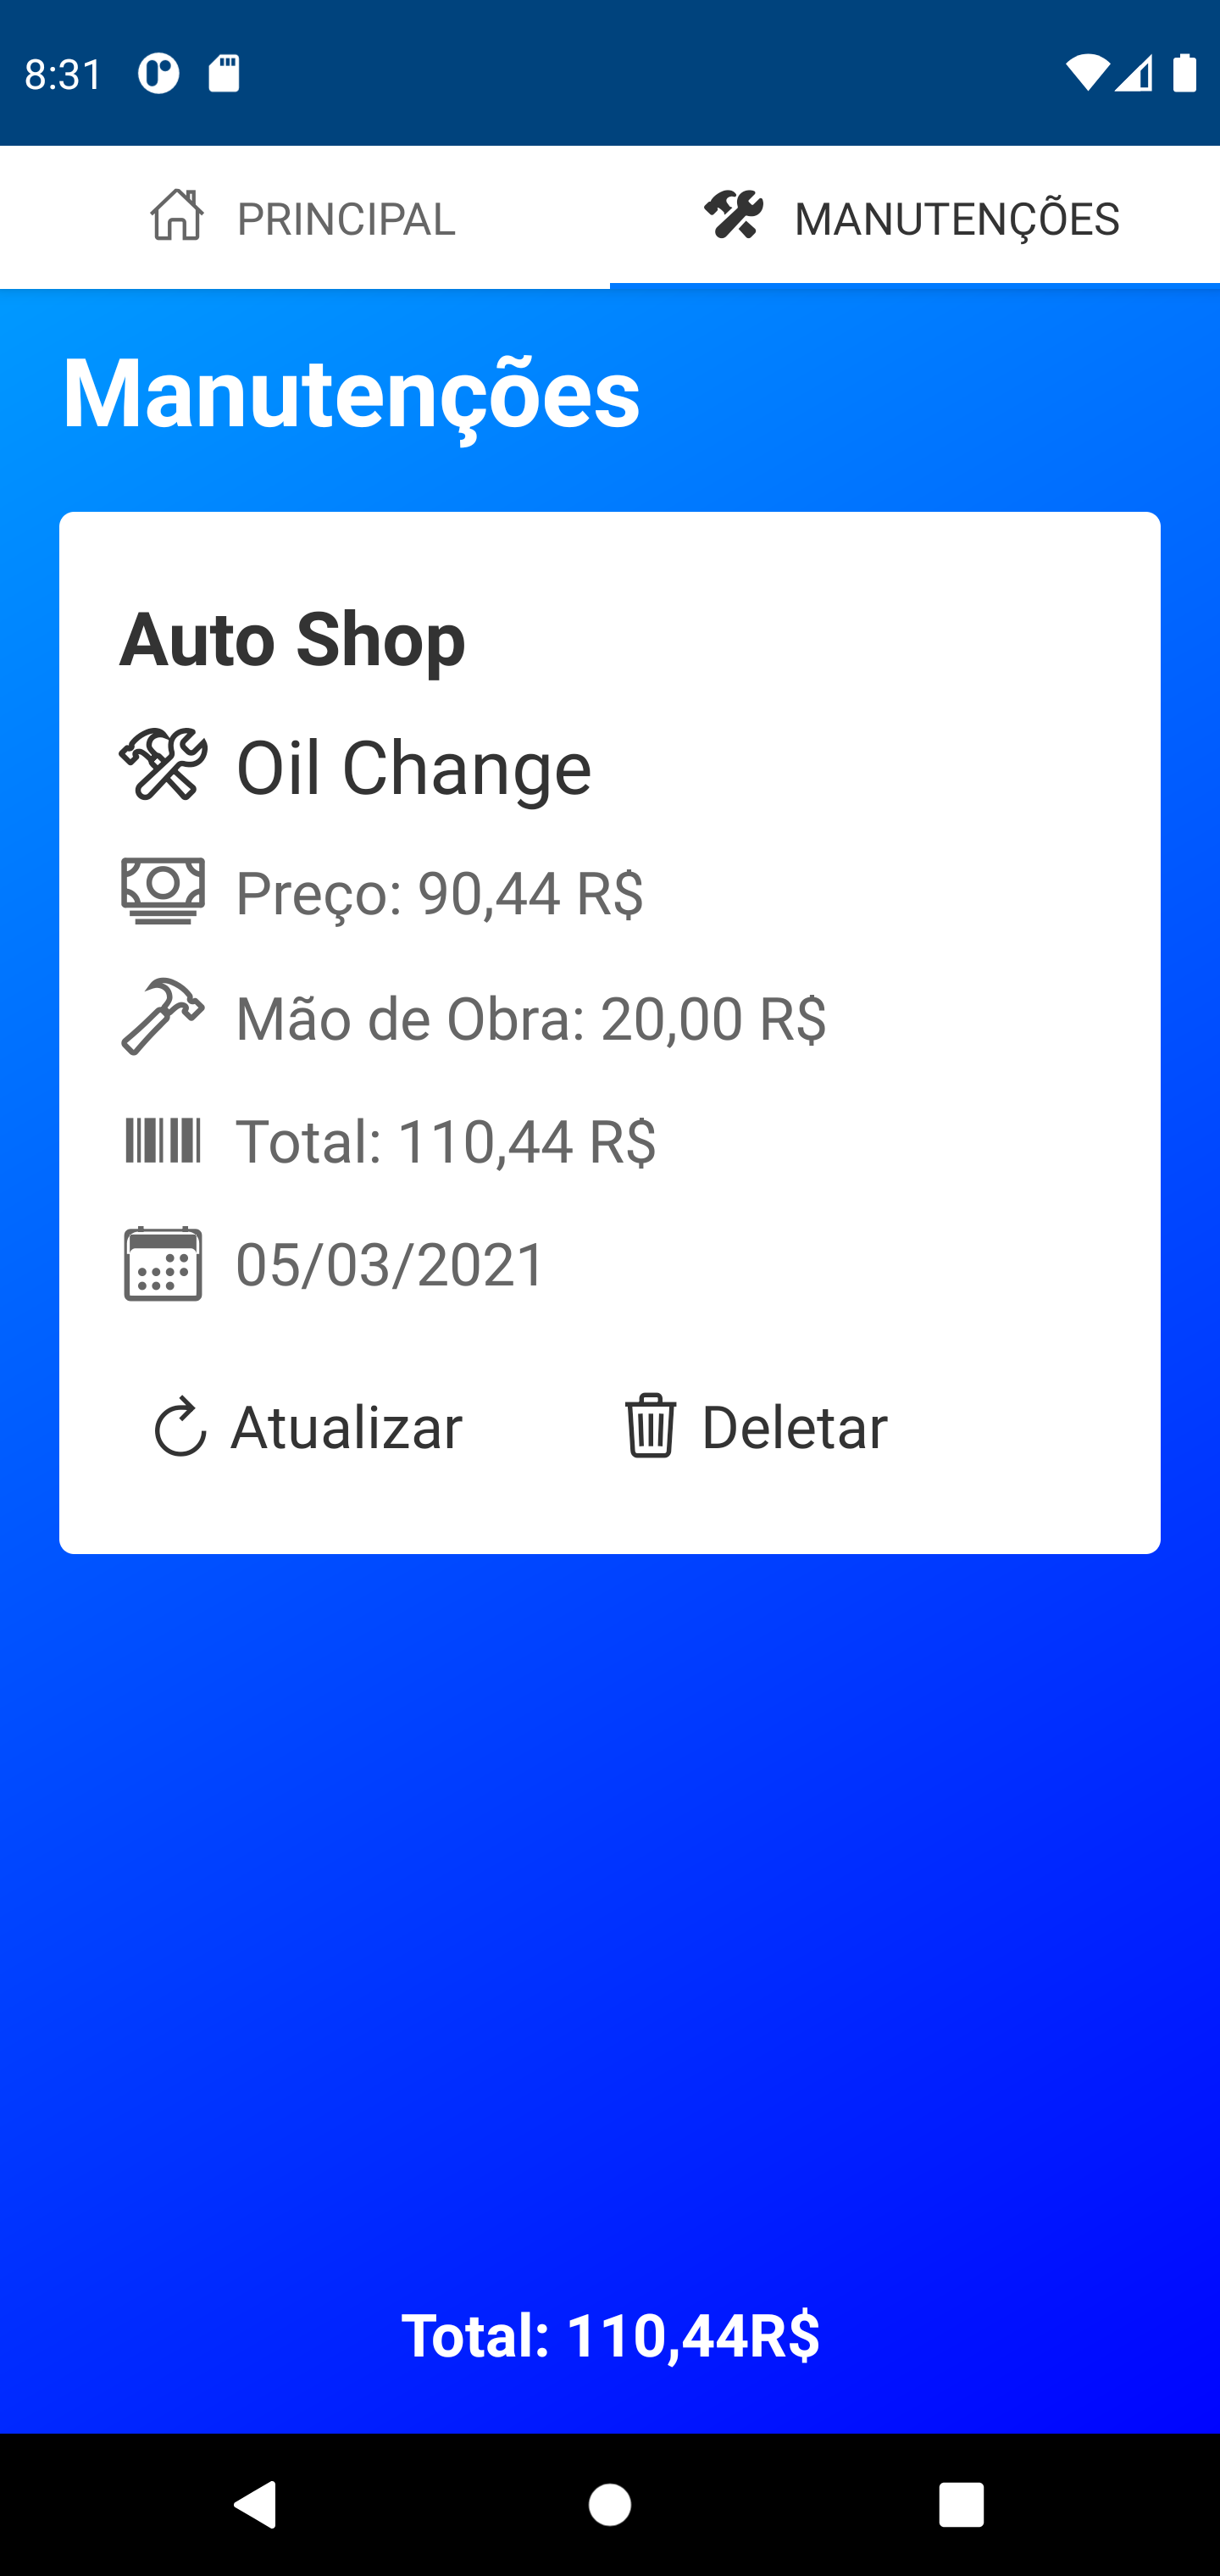 8:31
PRINCIPAL
MANUTENÇÕES
Manutenções
Auto Shop
Oil Change
Preço: 90,44 R$
Mão de Obra: 20,00 R$
Total: 110,44 R$
05/03/2021
Atualizar
Deletar
Total: 110,44R$